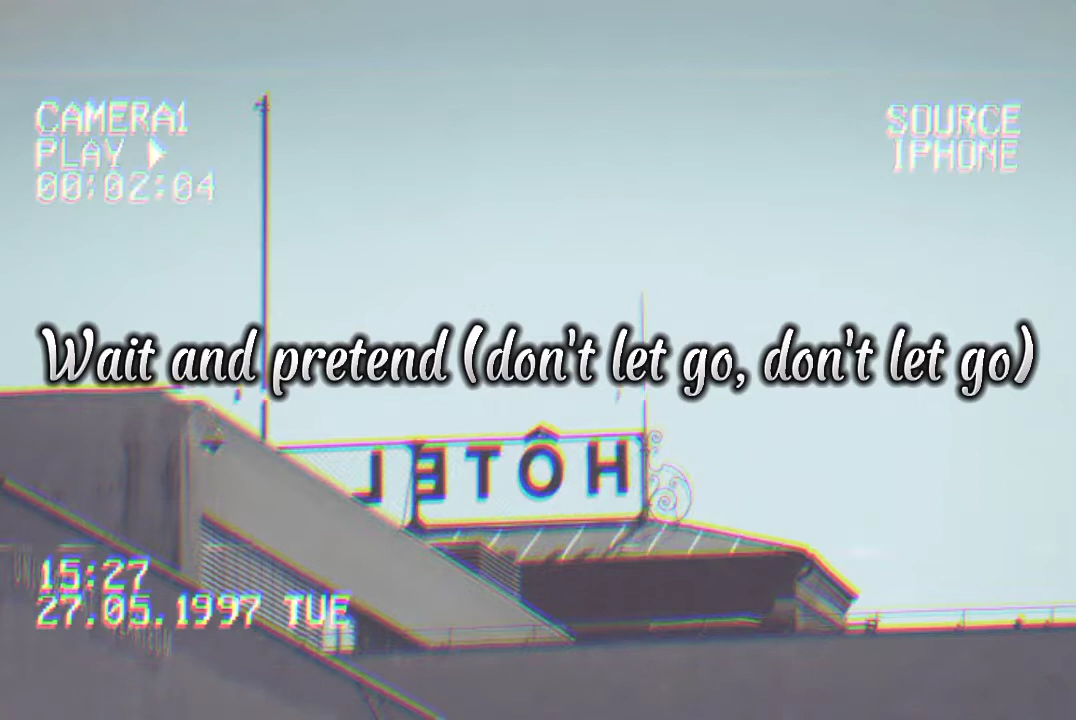 CAMERA1
PLAY
00:02:04
SOURCE
IPHONE
Wait and pretend (don't let go, don't let go)
HÔTEL
15:27
27.05.1997 TUE